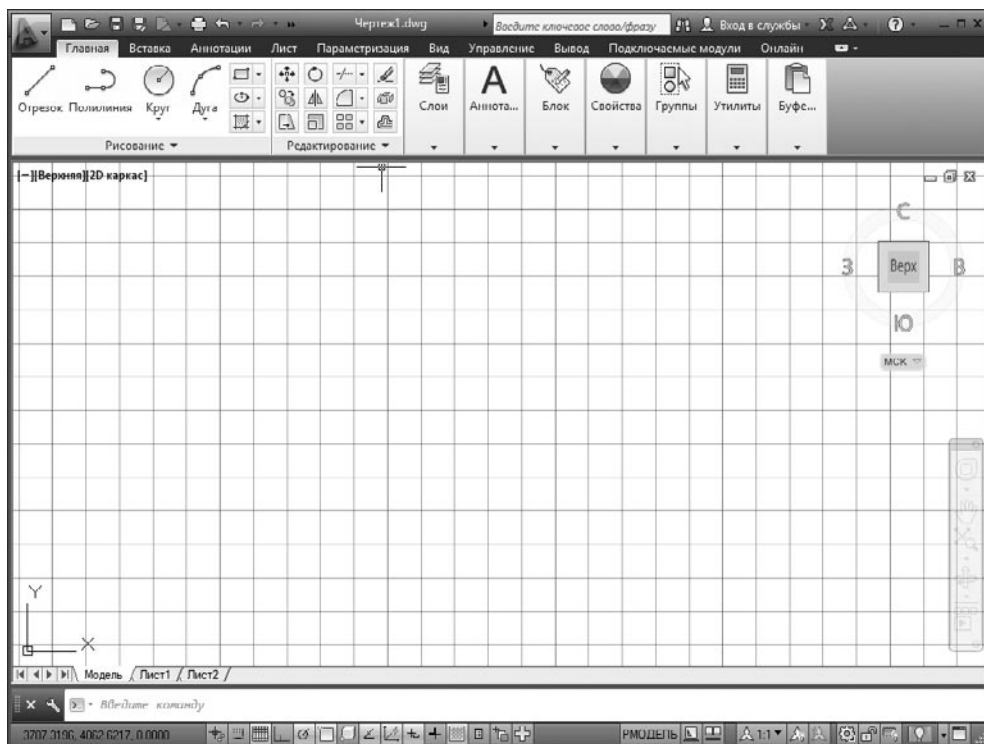 Чертеж1.dwg
Введите ключевое слово/фразу
Вход в службы
Главная Вставка Аннотации Лист Параметризация Вид Управление Вывод Подключаемые модули Онлайн
Отрезок Полилиния Круг Дуга
Слои Аннота... Блок Свойства Группы Утилиты Буфе...
Рисование Редактирование
[−][Верхняя][2D каркас]
С
З Верх В
Ю
МСК
Y
X
Модель Лист1 Лист2
Введите команду
3707.3196, 4062.6217, 0.0000 РМОДЕЛЬ 1:1